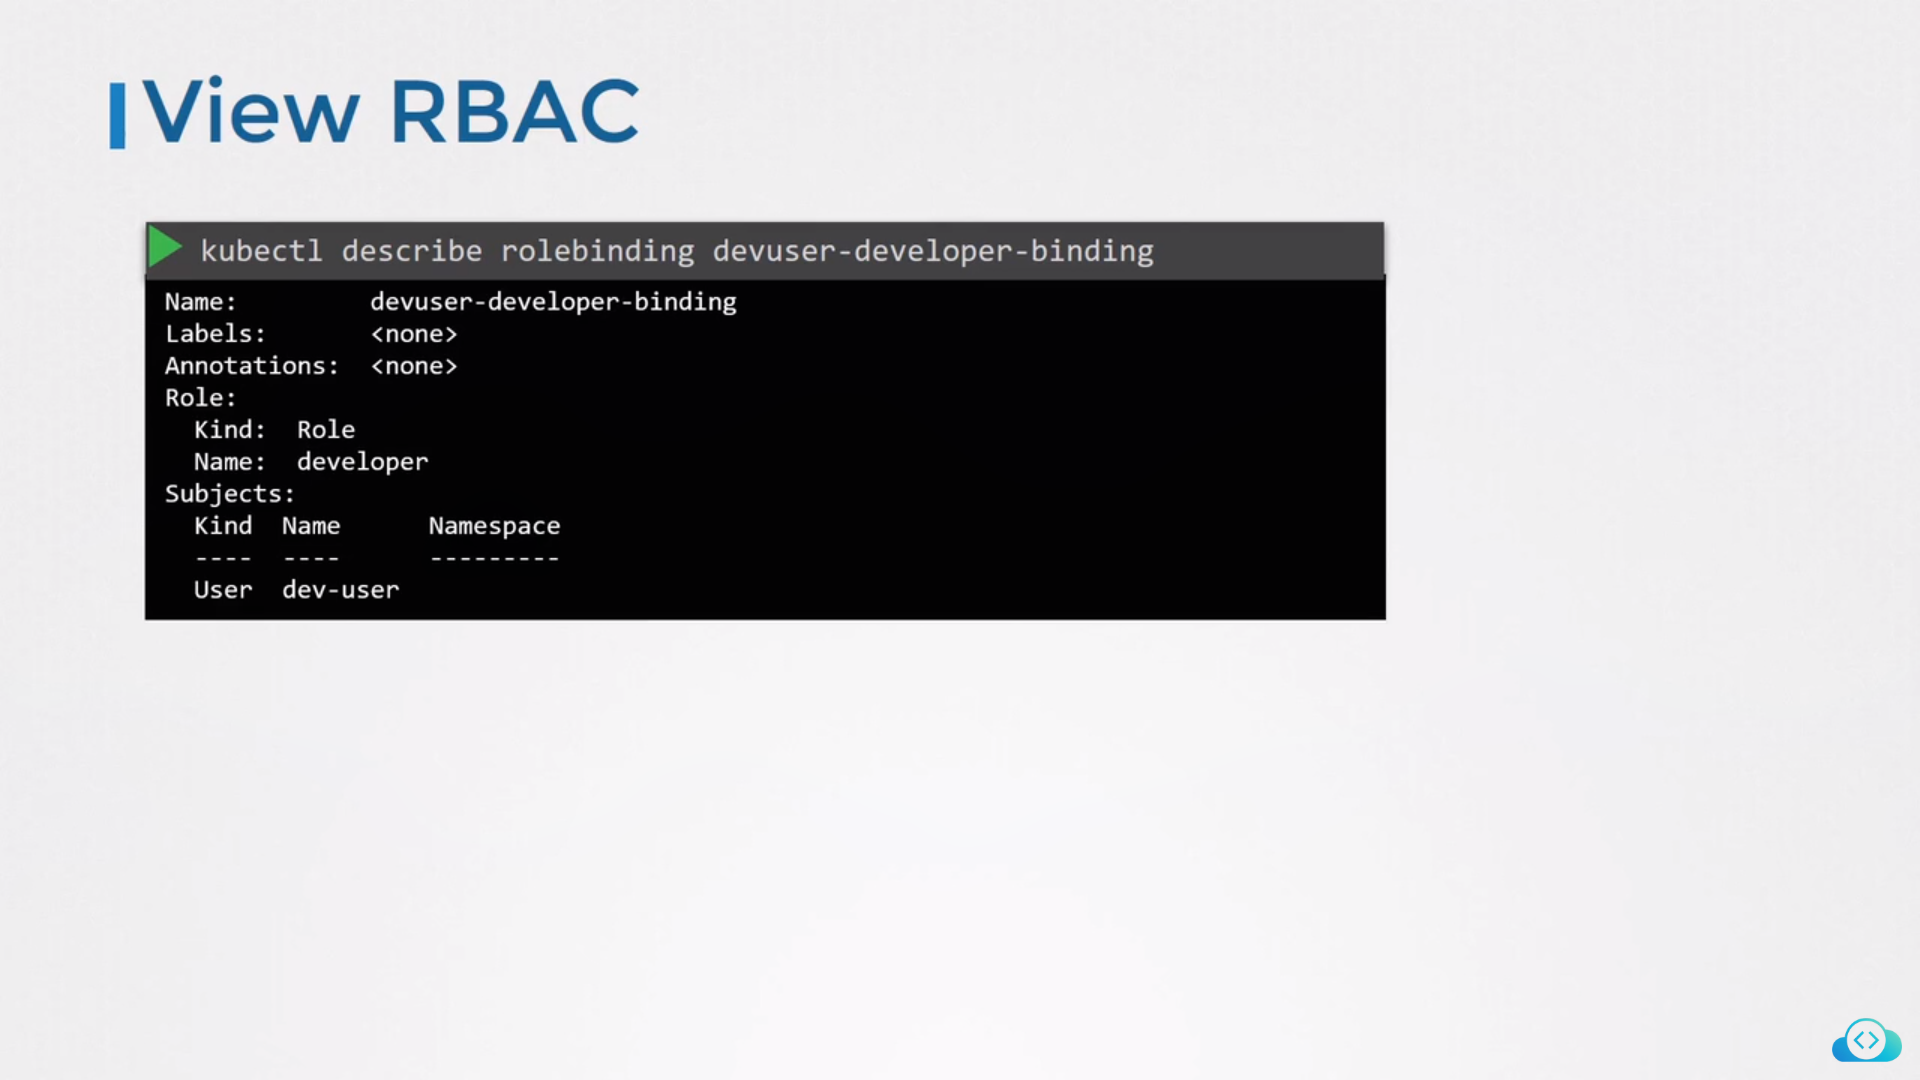 View RBAC
kubectl describe rolebinding devuser-developer-binding
Name:         devuser-developer-binding
Labels:       <none>
Annotations:  <none>
Role:
  Kind:  Role
  Name:  developer
Subjects:
  Kind  Name      Namespace
  ----  ----      ---------
  User  dev-user